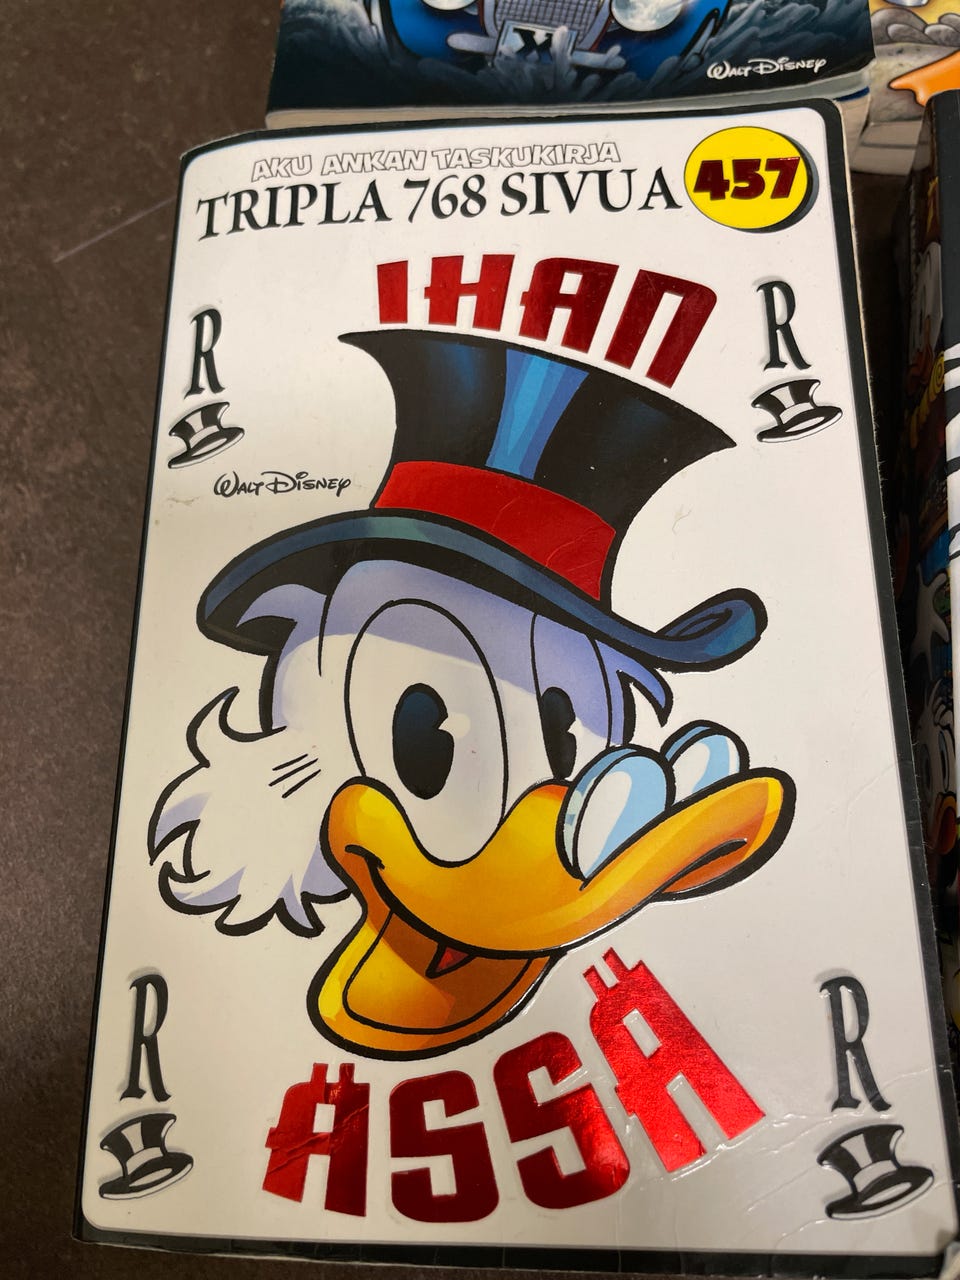 X
WALT DISNEY
AKU ANKAN TASKUKIRJA
TRIPLA 768 SIVUA
457
IHAN
R
R
WALT DISNEY
ÄSSÄ
R
R